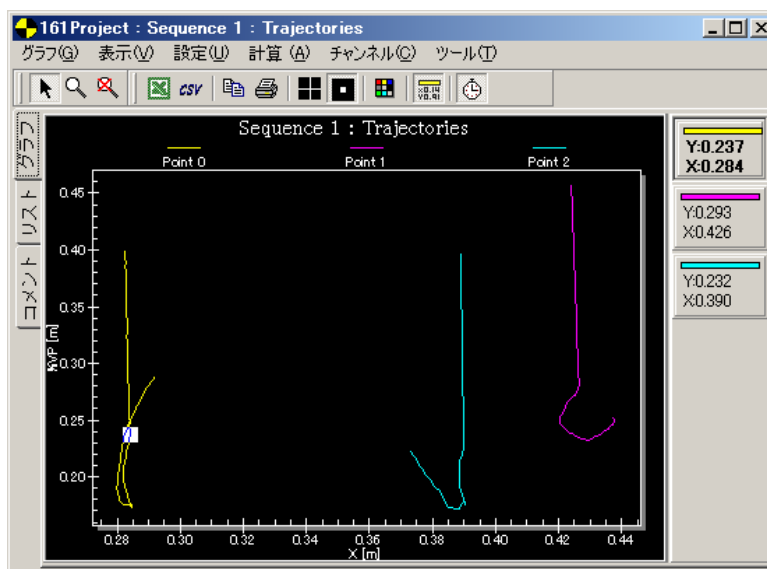 161Project : Sequence 1 : Trajectories
グラフ(G) 表示(V) 設定(U) 計算 (A) チャンネル(C) ツール(T)
CSV
X0.14
Y0.91
グラフ
リスト
コメント
Sequence 1 : Trajectories
Point 0 Point 1 Point 2
0.45
0.40
0.35
0.30
0.25
0.20
[m]
0.28 0.30 0.32 0.34 0.36 0.38 0.40 0.42 0.44
X [m]
Y:0.237
X:0.284
Y:0.293
X:0.426
Y:0.232
X:0.390